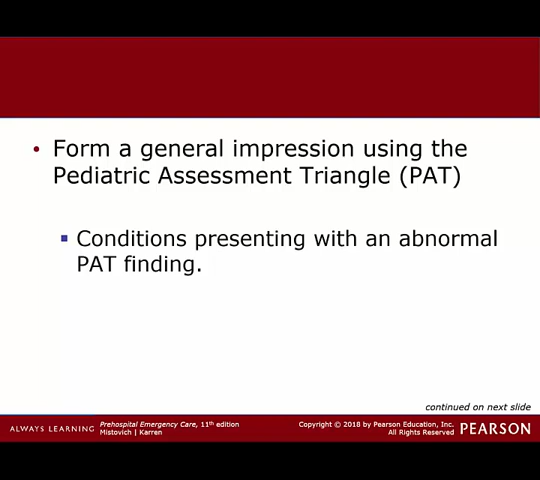 • Form a general impression using the
Pediatric Assessment Triangle (PAT)
▪ Conditions presenting with an abnormal
PAT finding.
continued on next slide
ALWAYS LEARNING
Prehospital Emergency Care, 11th edition
Mistovich | Karren
Copyright © 2018 by Pearson Education, Inc.
All Rights Reserved
PEARSON